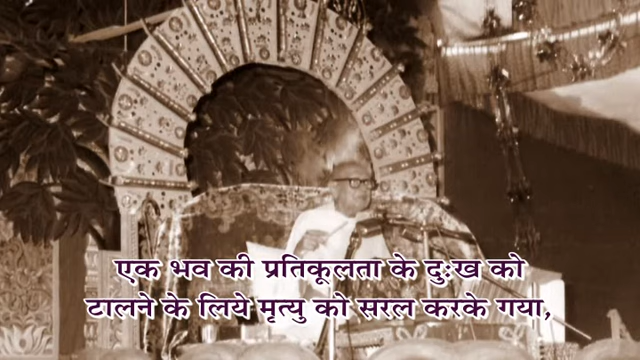 एक भव की प्रतिकूलता के दुःख को
टालने के लिये मृत्यु को सरल करके गया,